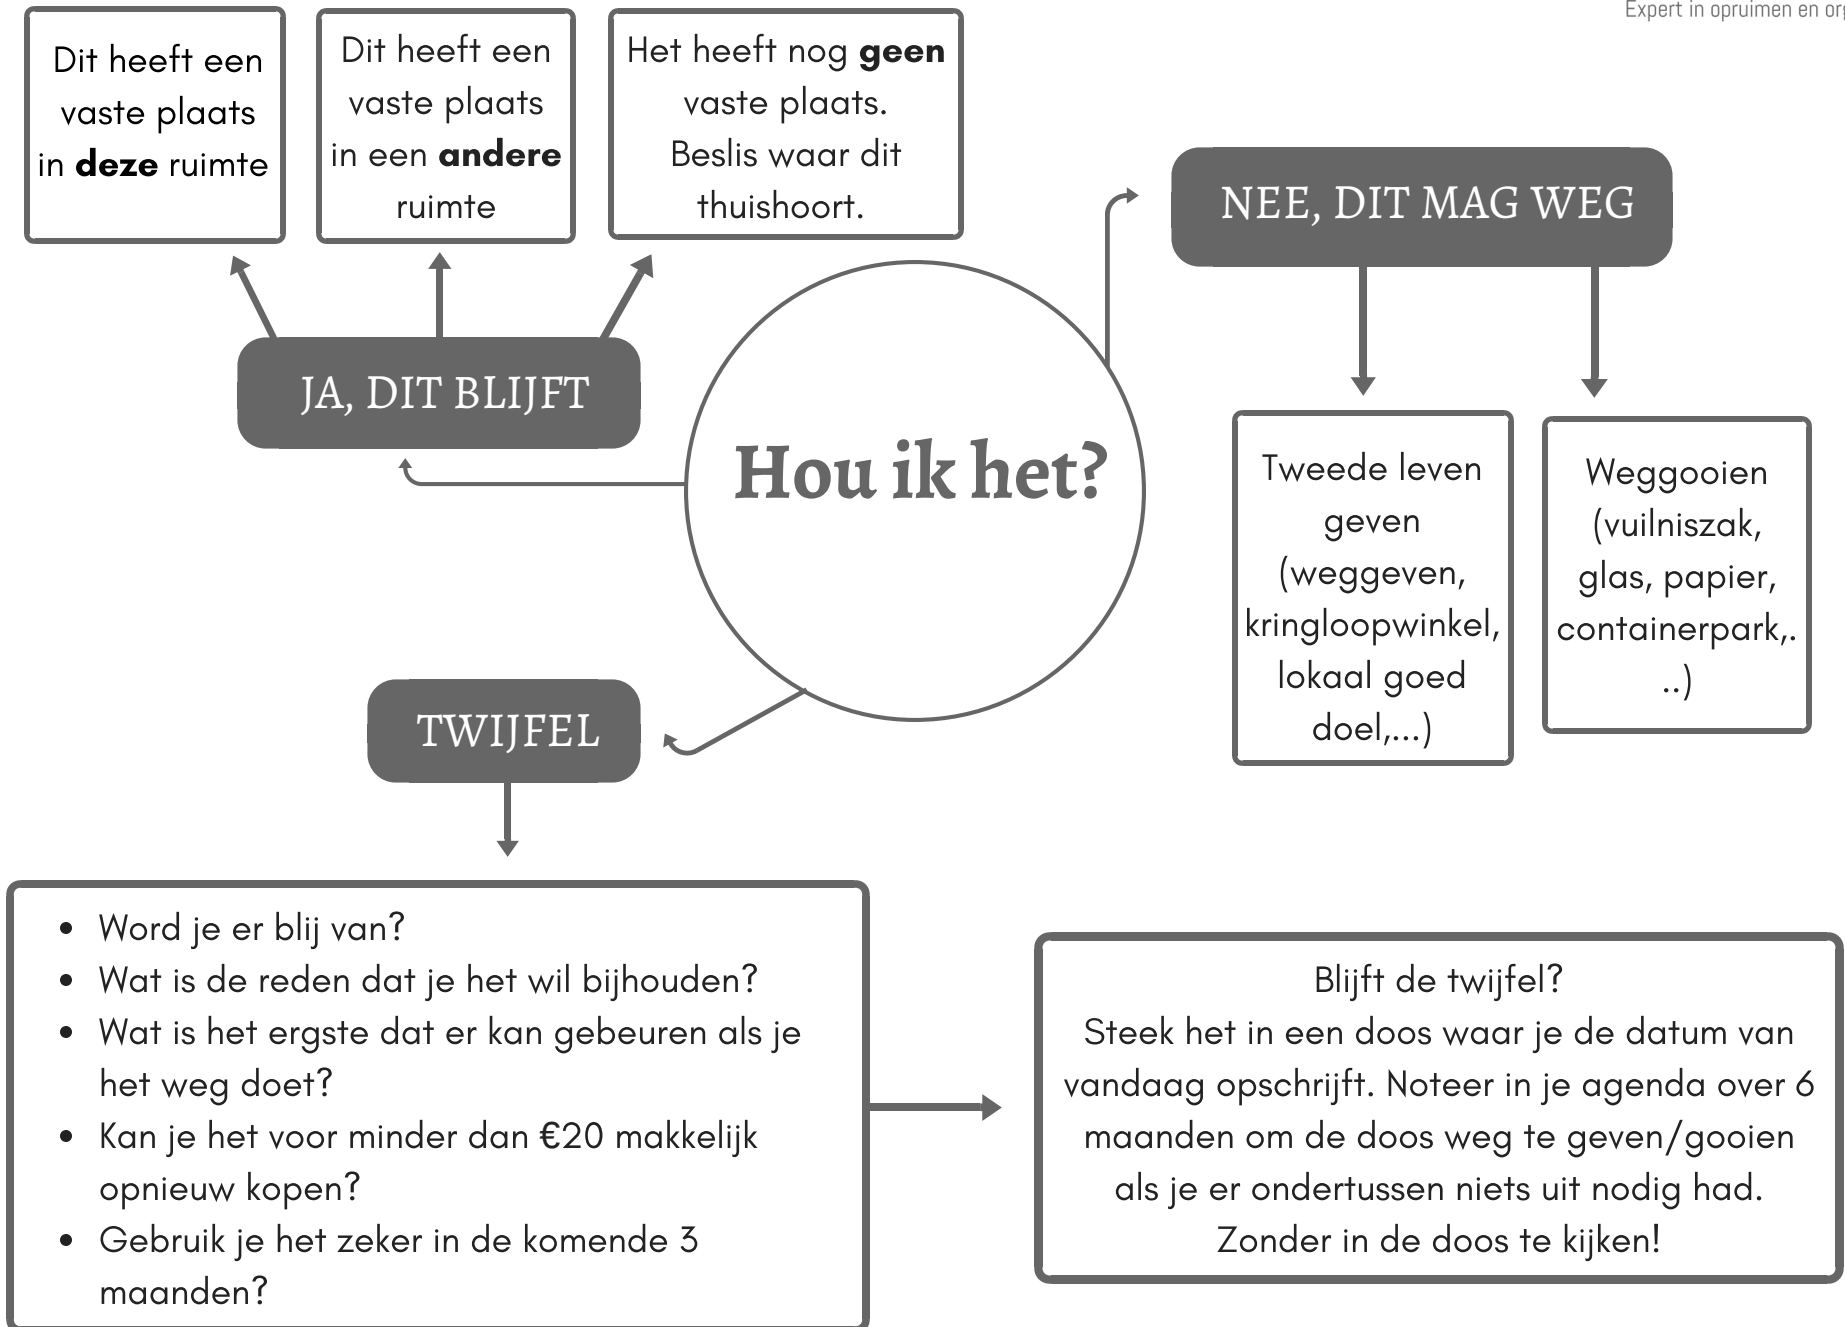 Expert in opruimen en
Dit heeft een
vaste plaats
in deze ruimte
Dit heeft een
vaste plaats
in een andere
ruimte
Het heeft nog geen
vaste plaats.
Beslis waar dit
thuishoort.
NEE, DIT MAG WEG
JA, DIT BLIJFT
Hou ik het?
Tweede leven
geven
(weggeven,
kringloopwinkel,
lokaal goed
doel,...)
Weggooien
(vuilniszak,
glas, papier,
containerpark,.
..)
TWIJFEL
• Word je er blij van?
• Wat is de reden dat je het wil bijhouden?
• Wat is het ergste dat er kan gebeuren als je
het weg doet?
• Kan je het voor minder dan €20 makkelijk
opnieuw kopen?
• Gebruik je het zeker in de komende 3
maanden?
Blijft de twijfel?
Steek het in een doos waar je de datum van
vandaag opschrijft. Noteer in je agenda over 6
maanden om de doos weg te geven/gooien
als je er ondertussen niets uit nodig had.
Zonder in de doos te kijken!